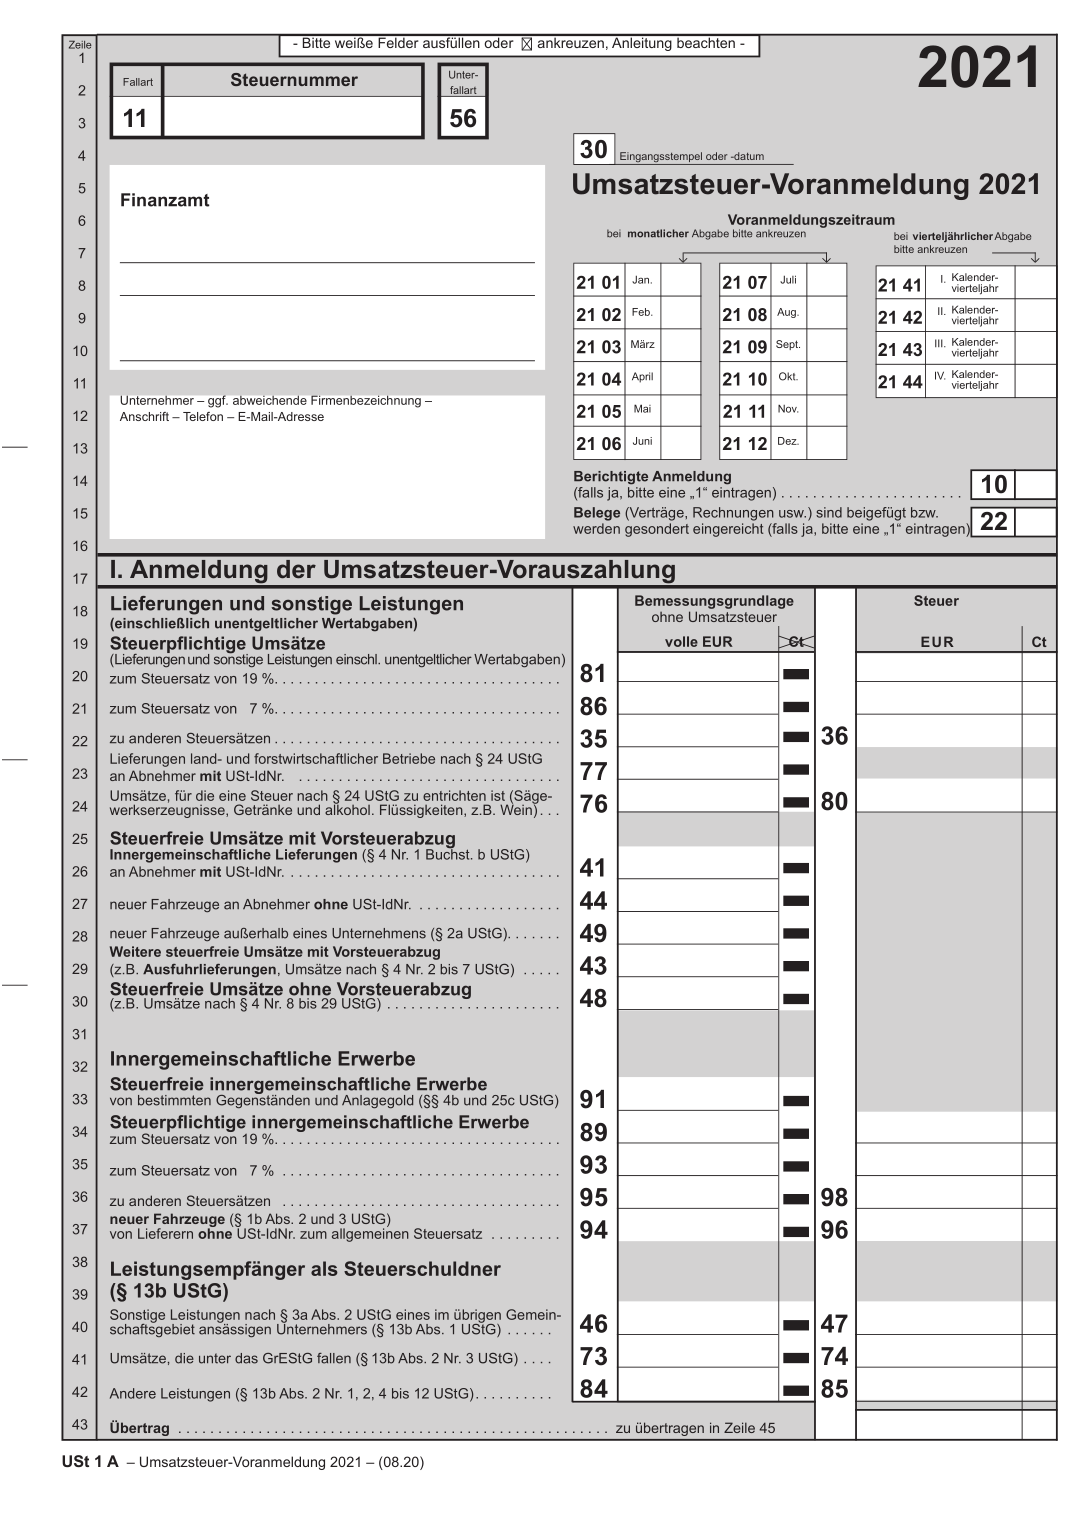 Zeile
- Bitte weiße Felder ausfüllen oder ☒ ankreuzen, Anleitung beachten -
1
2021
Fallart
Steuernummer
Unter-
fallart
2
11
56
3
30 Eingangsstempel oder -datum
4
5
Finanzamt
Umsatzsteuer-Voranmeldung 2021
6
Voranmeldungszeitraum
bei monatlicher Abgabe bitte ankreuzen
bei vierteljährlicher Abgabe
bitte ankreuzen
7
8
21 01 Jan.
21 07 Juli
21 41 I. Kalender-
vierteljahr
9
21 02 Feb.
21 08 Aug.
21 42 II. Kalender-
vierteljahr
10
21 03 März
21 09 Sept.
21 43 III. Kalender-
vierteljahr
11
21 04 April
21 10 Okt.
21 44 IV. Kalender-
vierteljahr
Unternehmer – ggf. abweichende Firmenbezeichnung –
Anschrift – Telefon – E-Mail-Adresse
12
21 05 Mai
21 11 Nov.
13
21 06 Juni
21 12 Dez.
14
Berichtigte Anmeldung
(falls ja, bitte eine „1“ eintragen) . . . . . . . . . . . . . . . . . . . . . . . 10
15
Belege (Verträge, Rechnungen usw.) sind beigefügt bzw.
werden gesondert eingereicht (falls ja, bitte eine „1“ eintragen) 22
16
17
I. Anmeldung der Umsatzsteuer-Vorauszahlung
18
Lieferungen und sonstige Leistungen
(einschließlich unentgeltlicher Wertabgaben)
Bemessungsgrundlage
ohne Umsatzsteuer
Steuer
19
Steuerpflichtige Umsätze
volle EUR
Ct
EUR
Ct
(Lieferungen und sonstige Leistungen einschl. unentgeltlicher Wertabgaben)
20
zum Steuersatz von 19 %. . . . . . . . . . . . . . . . . . . . . . . . . . . . . . . . . . . . 81
21
zum Steuersatz von 7 %. . . . . . . . . . . . . . . . . . . . . . . . . . . . . . . . . . . . 86
22
zu anderen Steuersätzen . . . . . . . . . . . . . . . . . . . . . . . . . . . . . . . . . . . . 35 36
Lieferungen land- und forstwirtschaftlicher Betriebe nach § 24 UStG
23
an Abnehmer mit USt-IdNr. . . . . . . . . . . . . . . . . . . . . . . . . . . . . . . . . . 77
Umsätze, für die eine Steuer nach § 24 UStG zu entrichten ist (Säge-
24
werkserzeugnisse, Getränke und alkohol. Flüssigkeiten, z.B. Wein) . . . 76 80
25
Steuerfreie Umsätze mit Vorsteuerabzug
Innergemeinschaftliche Lieferungen (§ 4 Nr. 1 Buchst. b UStG)
26
an Abnehmer mit USt-IdNr. . . . . . . . . . . . . . . . . . . . . . . . . . . . . . . . . . . 41
27
neuer Fahrzeuge an Abnehmer ohne USt-IdNr. . . . . . . . . . . . . . . . . . . 44
28
neuer Fahrzeuge außerhalb eines Unternehmens (§ 2a UStG). . . . . . . 49
Weitere steuerfreie Umsätze mit Vorsteuerabzug
29
(z.B. Ausfuhrlieferungen, Umsätze nach § 4 Nr. 2 bis 7 UStG) . . . . . 43
Steuerfreie Umsätze ohne Vorsteuerabzug
30
(z.B. Umsätze nach § 4 Nr. 8 bis 29 UStG) . . . . . . . . . . . . . . . . . . . . . . 48
31
32
Innergemeinschaftliche Erwerbe
Steuerfreie innergemeinschaftliche Erwerbe
33
von bestimmten Gegenständen und Anlagegold (§§ 4b und 25c UStG) 91
34
Steuerpflichtige innergemeinschaftliche Erwerbe
zum Steuersatz von 19 %. . . . . . . . . . . . . . . . . . . . . . . . . . . . . . . . . . . . 89
35
zum Steuersatz von 7 % . . . . . . . . . . . . . . . . . . . . . . . . . . . . . . . . . . . 93
36
zu anderen Steuersätzen . . . . . . . . . . . . . . . . . . . . . . . . . . . . . . . . . . . 95 98
neuer Fahrzeuge (§ 1b Abs. 2 und 3 UStG)
37
von Lieferern ohne USt-IdNr. zum allgemeinen Steuersatz . . . . . . . . . 94 96
38
Leistungsempfänger als Steuerschuldner
39
(§ 13b UStG)
Sonstige Leistungen nach § 3a Abs. 2 UStG eines im übrigen Gemein-
40
schaftsgebiet ansässigen Unternehmers (§ 13b Abs. 1 UStG) . . . . . . 46 47
41
Umsätze, die unter das GrEStG fallen (§ 13b Abs. 2 Nr. 3 UStG) . . . . 73 74
42
Andere Leistungen (§ 13b Abs. 2 Nr. 1, 2, 4 bis 12 UStG) . . . . . . . . . . 84 85
43
Übertrag . . . . . . . . . . . . . . . . . . . . . . . . . . . . . . . . . . . . . . . . . . . . . . . . . . . . . . zu übertragen in Zeile 45
USt 1 A – Umsatzsteuer-Voranmeldung 2021 – (08.20)